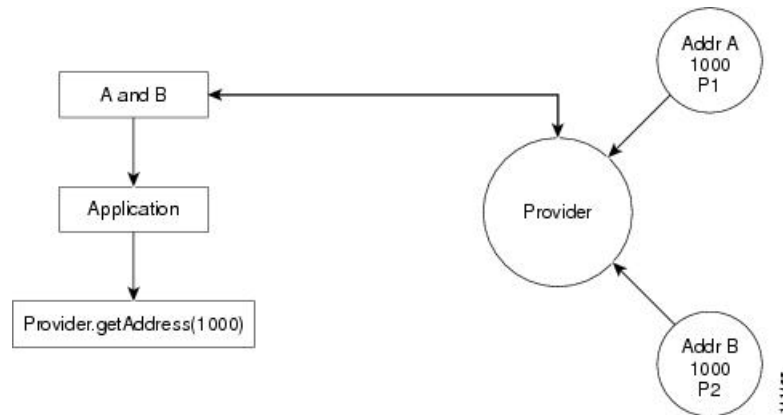 Addr A
1000
P1
A and B
Application
Provider
Provider.getAddress(1000)
Addr B
1000
P2